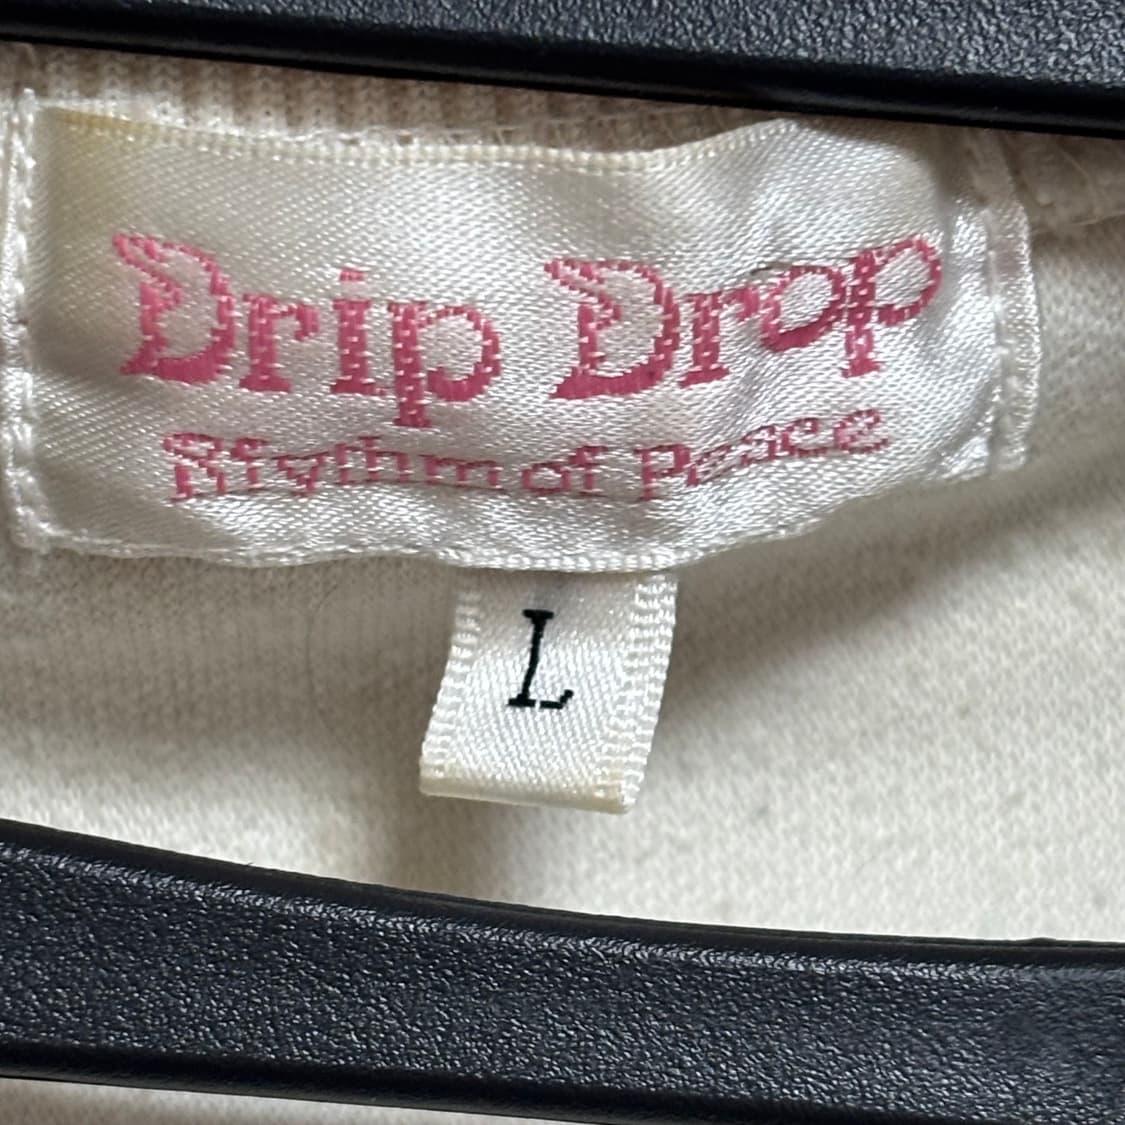 Drip Drop
Rhythm of Peace
L